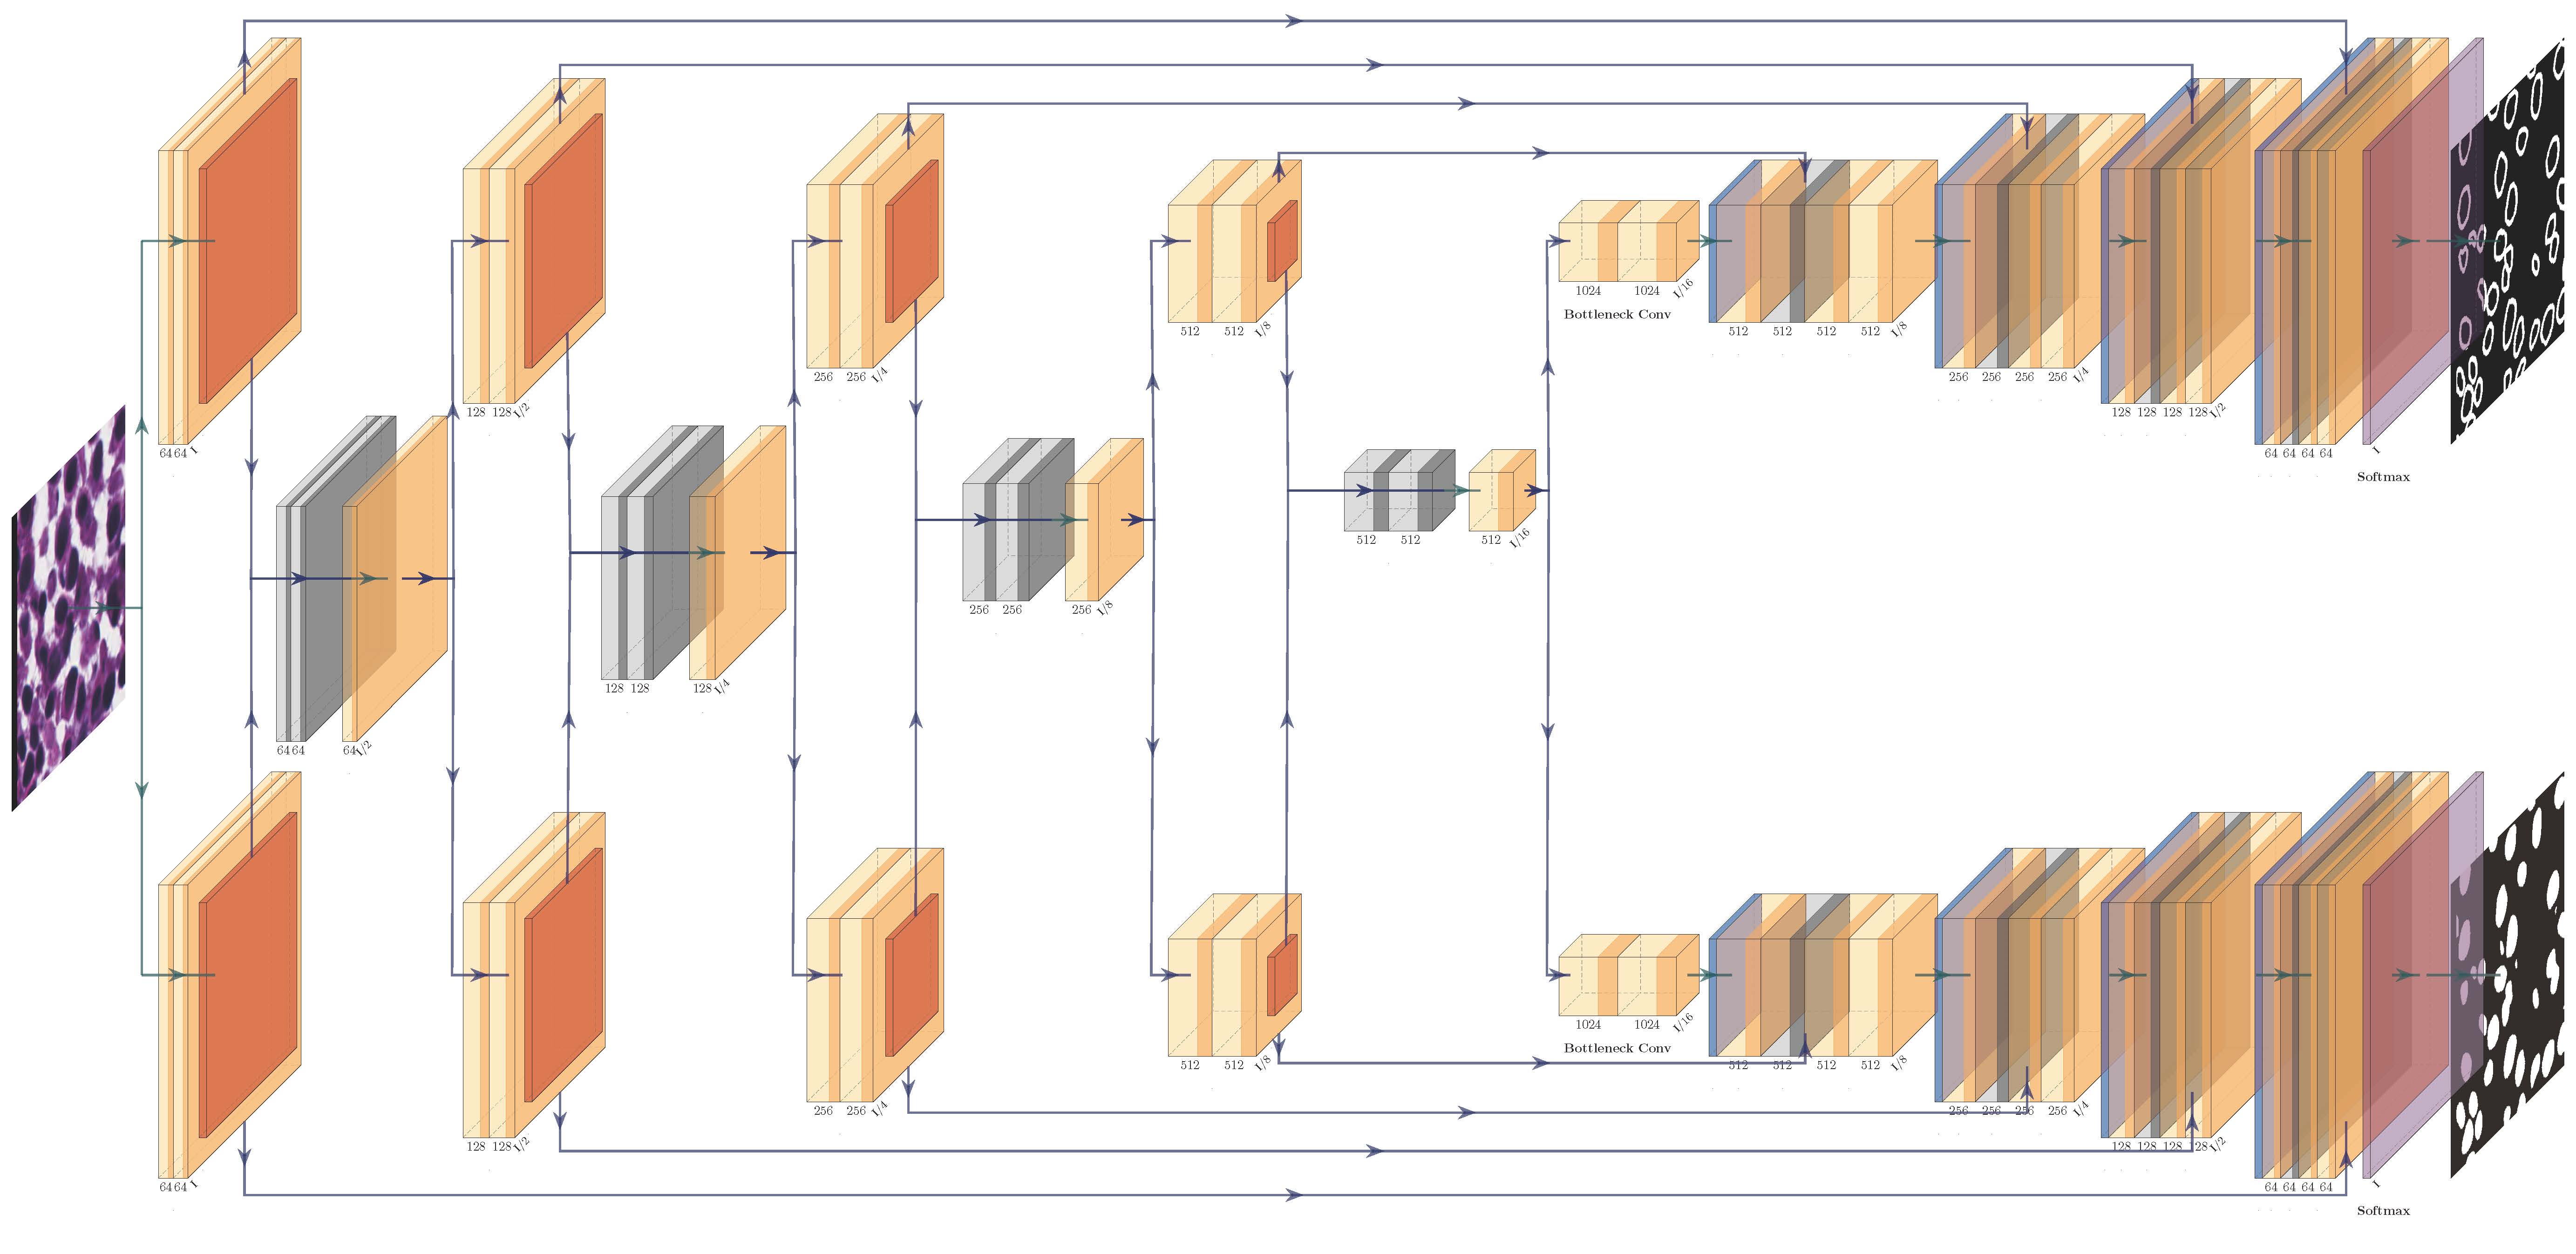 64 64 I
128 128 I/2
256 256 I/4
512 512 I/8
1024 1024 I/16
Bottleneck Conv
512 512 512 512 I/8
256 256 256 256 I/4
128 128 128 128 I/2
64 64 64 64
I
Softmax
64 64
64 I/2
128 128
128 I/4
256 256
256 I/8
512 512
512 I/16
64 64 I
128 128 I/2
256 256 I/4
512 512 I/8
1024 1024 I/16
Bottleneck Conv
512 512 512 512 I/8
256 256 256 256 I/4
128 128 128 128 I/2
64 64 64 64
I
Softmax